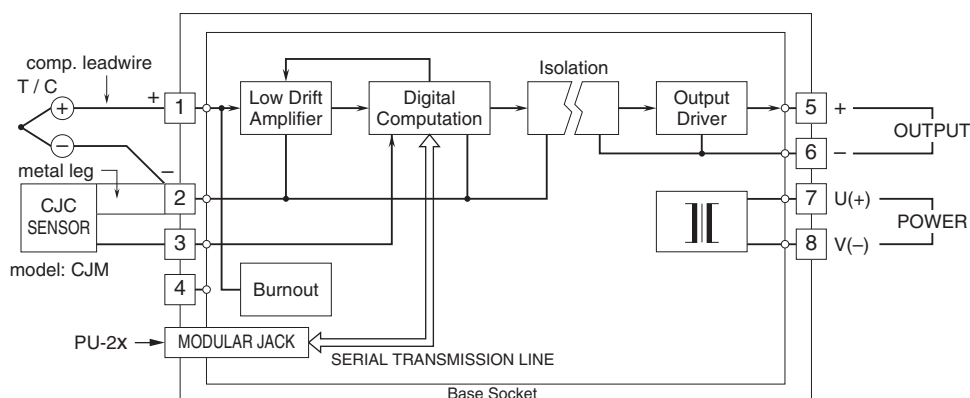 comp. leadwire
T / C
+
−
+
−
metal leg
CJC
SENSOR
model: CJM
1
2
3
4
PU-2x
MODULAR JACK
Low Drift
Amplifier
Digital
Computation
Isolation
Output
Driver
Burnout
SERIAL TRANSMISSION LINE
5
+
6
−
OUTPUT
7
U(+)
8
V(−)
POWER
Base Socket